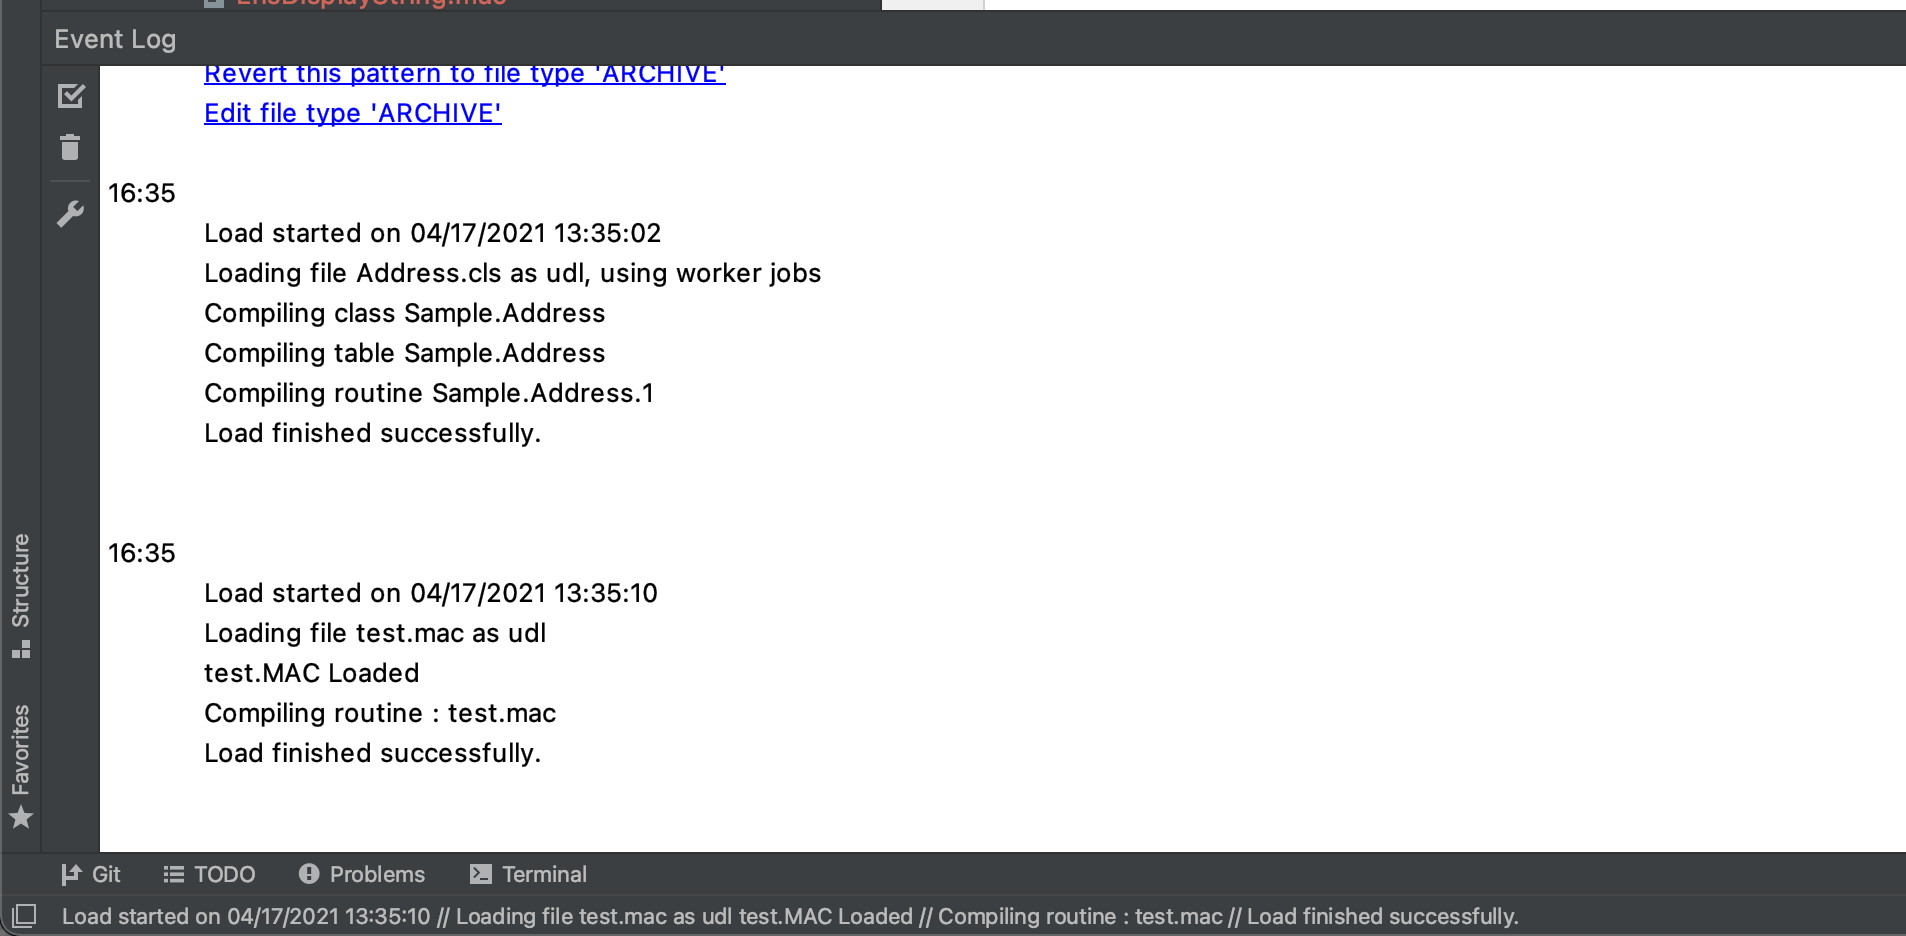 EnsDisplayString.mac
Event Log
Revert this pattern to file type 'ARCHIVE'
Edit file type 'ARCHIVE'
16:35
Load started on 04/17/2021 13:35:02
Loading file Address.cls as udl, using worker jobs
Compiling class Sample.Address
Compiling table Sample.Address
Compiling routine Sample.Address.1
Load finished successfully.
16:35
Load started on 04/17/2021 13:35:10
Loading file test.mac as udl
test.MAC Loaded
Compiling routine : test.mac
Load finished successfully.
Structure
Favorites
Git TODO Problems Terminal
Load started on 04/17/2021 13:35:10 // Loading file test.mac as udl test.MAC Loaded // Compiling routine : test.mac // Load finished successfully.